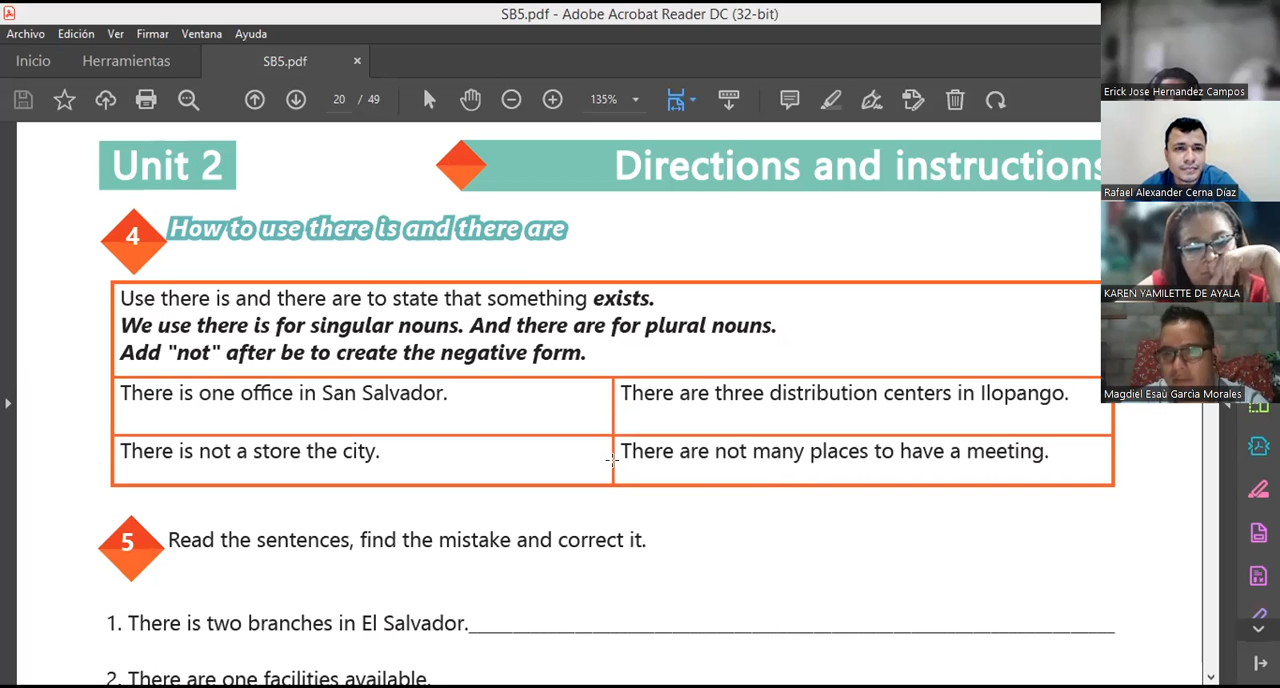 SB5.pdf - Adobe Acrobat Reader DC (32-bit)
Archivo Edición Ver Firmar Ventana Ayuda
Inicio Herramientas SB5.pdf ×
20 / 49 135%
Erick Jose Hernandez Campos
Rafael Alexander Cerna Díaz
KAREN YAMILETTE DE AYALA
Magdiel Esaù Garcia Morales
Unit 2 Directions and instructions
4 How to use there is and there are
Use there is and there are to state that something exists.
We use there is for singular nouns. And there are for plural nouns.
Add "not" after be to create the negative form.
There is one office in San Salvador. There are three distribution centers in Ilopango.
There is not a store the city. There are not many places to have a meeting.
5 Read the sentences, find the mistake and correct it.
1. There is two branches in El Salvador.
2. There are one facilities available.